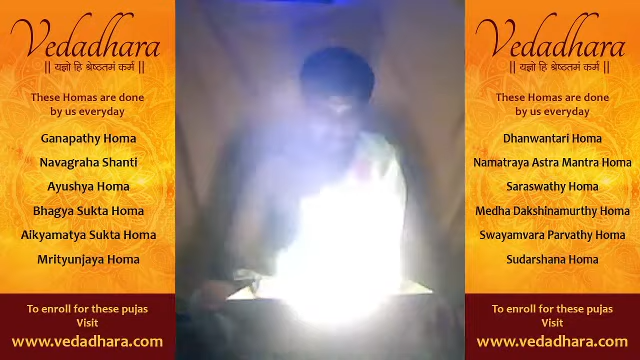 Vedadhara
|| यज्ञो हि श्रेष्ठतमं कर्म ||
These Homas are done
by us everyday
Ganapathy Homa
Navagraha Shanti
Ayushya Homa
Bhagya Sukta Homa
Aikyamatya Sukta Homa
Mrityunjaya Homa
To enroll for these pujas
Visit
www.vedadhara.com
Vedadhara
|| यज्ञो हि श्रेष्ठतमं कर्म ||
These Homas are done
by us everyday
Dhanwantari Homa
Namatraya Astra Mantra Homa
Saraswathy Homa
Medha Dakshinamurthy Homa
Swayamvara Parvathy Homa
Sudarshana Homa
To enroll for these pujas
Visit
www.vedadhara.com